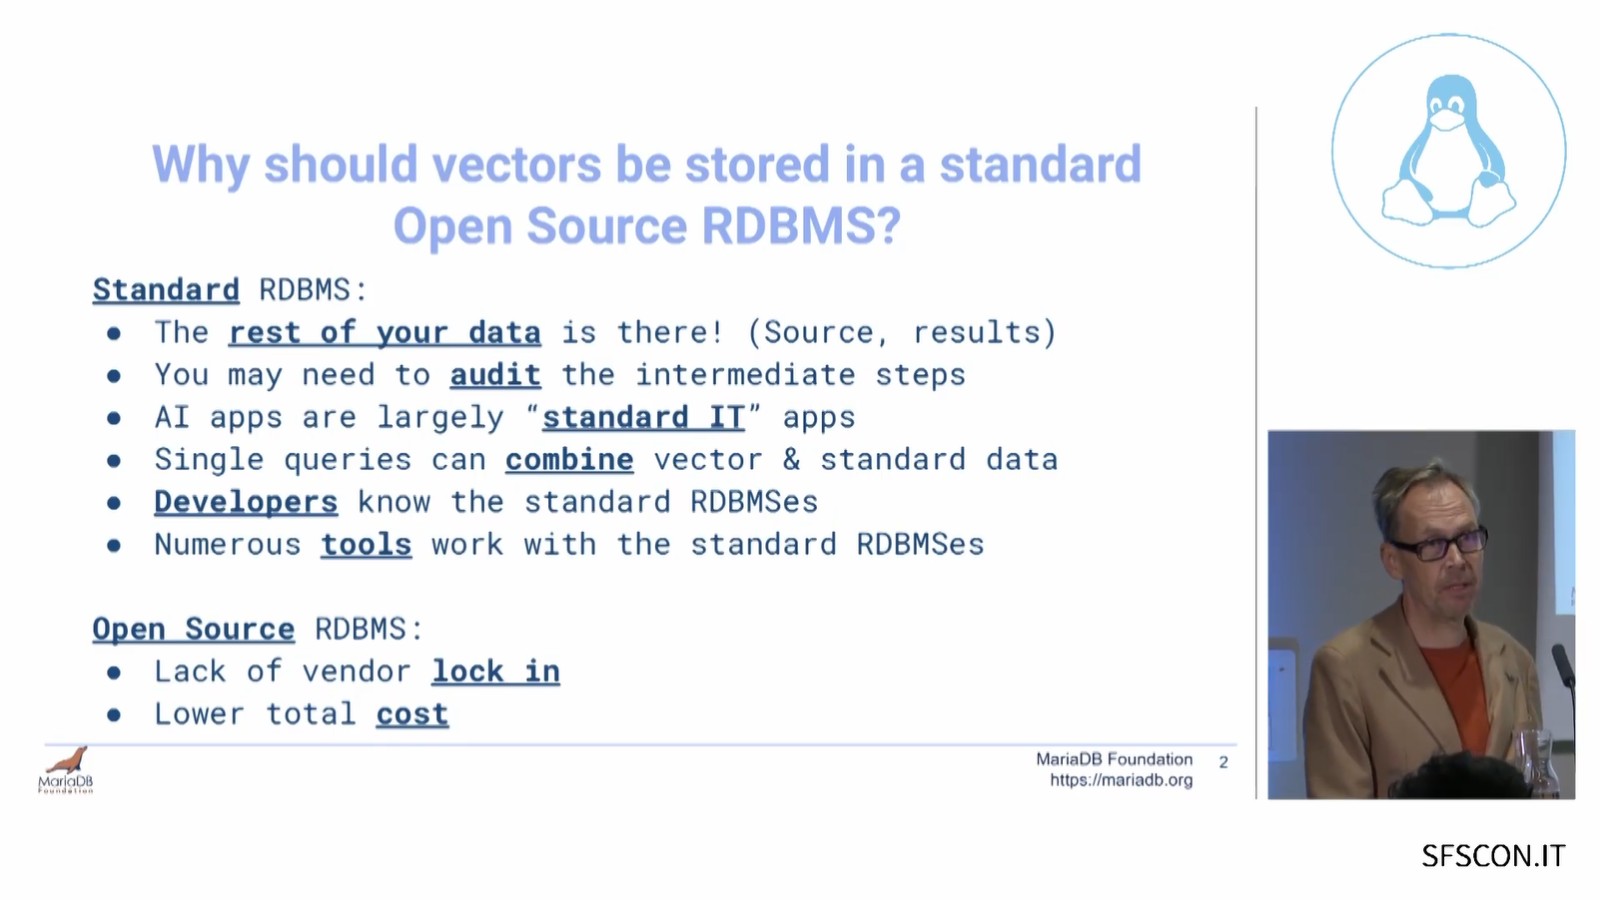 Why should vectors be stored in a standard
Open Source RDBMS?
Standard RDBMS:
● The rest of your data is there! (Source, results)
● You may need to audit the intermediate steps
● AI apps are largely “standard IT” apps
● Single queries can combine vector & standard data
● Developers know the standard RDBMSes
● Numerous tools work with the standard RDBMSes
Open Source RDBMS:
● Lack of vendor lock in
● Lower total cost
MariaDB
Foundation
MariaDB Foundation 2
https://mariadb.org
SFSCON.IT